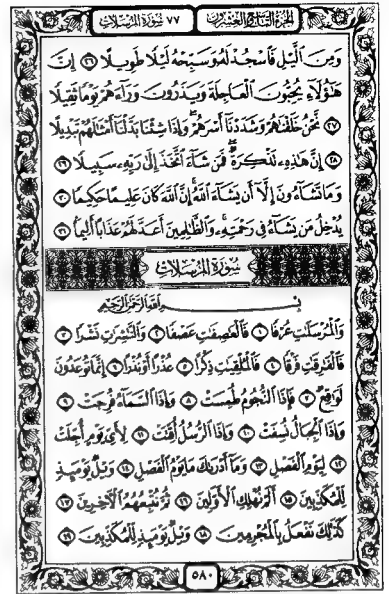 الجزء التاسع والعشرون
٧٧ سورة المرسلات
وَمِنَ ٱلَّيْلِ فَٱسْجُدْ لَهُۥ وَسَبِّحْهُ لَيْلًا طَوِيلًا ٢٦ إِنَّ
هَٰٓؤُلَآءِ يُحِبُّونَ ٱلْعَاجِلَةَ وَيَذَرُونَ وَرَآءَهُمْ يَوْمًا ثَقِيلًا
٢٧ نَّحْنُ خَلَقْنَٰهُمْ وَشَدَدْنَآ أَسْرَهُمْ ۖ وَإِذَا شِئْنَا بَدَّلْنَآ أَمْثَٰلَهُمْ تَبْدِيلًا
٢٨ إِنَّ هَٰذِهِۦ تَذْكِرَةٌ ۖ فَمَن شَآءَ ٱتَّخَذَ إِلَىٰ رَبِّهِۦ سَبِيلًا ٢٩
وَمَا تَشَآءُونَ إِلَّآ أَن يَشَآءَ ٱللَّهُ ۚ إِنَّ ٱللَّهَ كَانَ عَلِيمًا حَكِيمًا ٣٠
يُدْخِلُ مَن يَشَآءُ فِى رَحْمَتِهِۦ ۚ وَٱلظَّٰلِمِينَ أَعَدَّ لَهُمْ عَذَابًا أَلِيمًۢا ٣١
سورة المرسلات
بِسْمِ ٱللَّهِ ٱلرَّحْمَٰنِ ٱلرَّحِيمِ
وَٱلْمُرْسَلَٰتِ عُرْفًا ١ فَٱلْعَٰصِفَٰتِ عَصْفًا ٢ وَٱلنَّٰشِرَٰتِ نَشْرًا ٣
فَٱلْفَٰرِقَٰتِ فَرْقًا ٤ فَٱلْمُلْقِيَٰتِ ذِكْرًا ٥ عُذْرًا أَوْ نُذْرًا ٦ إِنَّمَا تُوعَدُونَ
لَوَٰقِعٌ ٧ فَإِذَا ٱلنُّجُومُ طُمِسَتْ ٨ وَإِذَا ٱلسَّمَآءُ فُرِجَتْ ٩
وَإِذَا ٱلْجِبَالُ نُسِفَتْ ١٠ وَإِذَا ٱلرُّسُلُ أُقِّتَتْ ١١ لِأَىِّ يَوْمٍ أُجِّلَتْ
١٢ لِيَوْمِ ٱلْفَصْلِ ١٣ وَمَآ أَدْرَىٰكَ مَا يَوْمُ ٱلْفَصْلِ ١٤ وَيْلٌ يَوْمَئِذٍ
لِّلْمُكَذِّبِينَ ١٥ أَلَمْ نُهْلِكِ ٱلْأَوَّلِينَ ١٦ ثُمَّ نُتْبِعُهُمُ ٱلْءَاخِرِينَ ١٧
كَذَٰلِكَ نَفْعَلُ بِٱلْمُجْرِمِينَ ١٨ وَيْلٌ يَوْمَئِذٍ لِّلْمُكَذِّبِينَ ١٩
٥٨٠